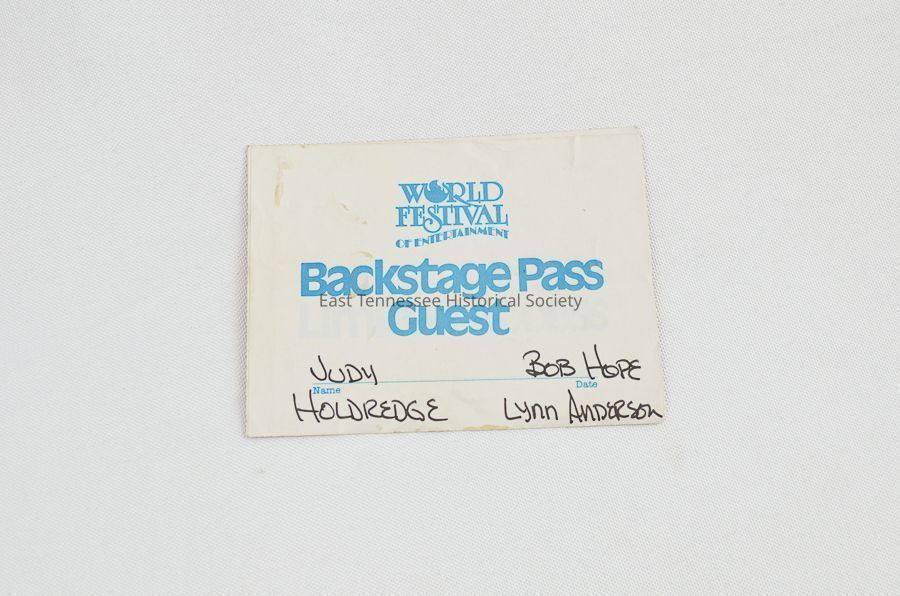 WORLD
FESTIVAL
OF ENTERTAINMENT
Backstage Pass
East Tennessee Historical Society
Guest
JUDY BOB HOPE
Name Date
HOLDREDGE LYNN ANDERSON